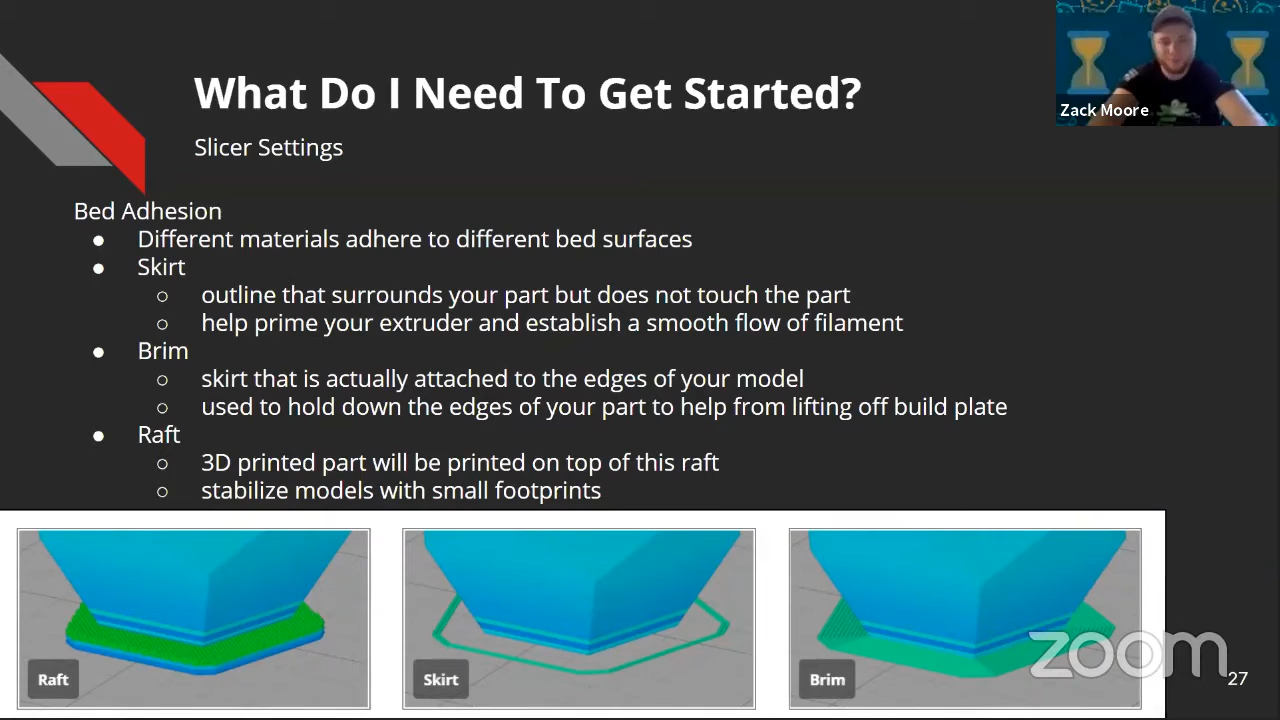 What Do I Need To Get Started?
Zack Moore
Slicer Settings
Bed Adhesion
● Different materials adhere to different bed surfaces
● Skirt
○ outline that surrounds your part but does not touch the part
○ help prime your extruder and establish a smooth flow of filament
● Brim
○ skirt that is actually attached to the edges of your model
○ used to hold down the edges of your part to help from lifting off build plate
● Raft
○ 3D printed part will be printed on top of this raft
○ stabilize models with small footprints
Raft
Skirt
Brim
zoom
27